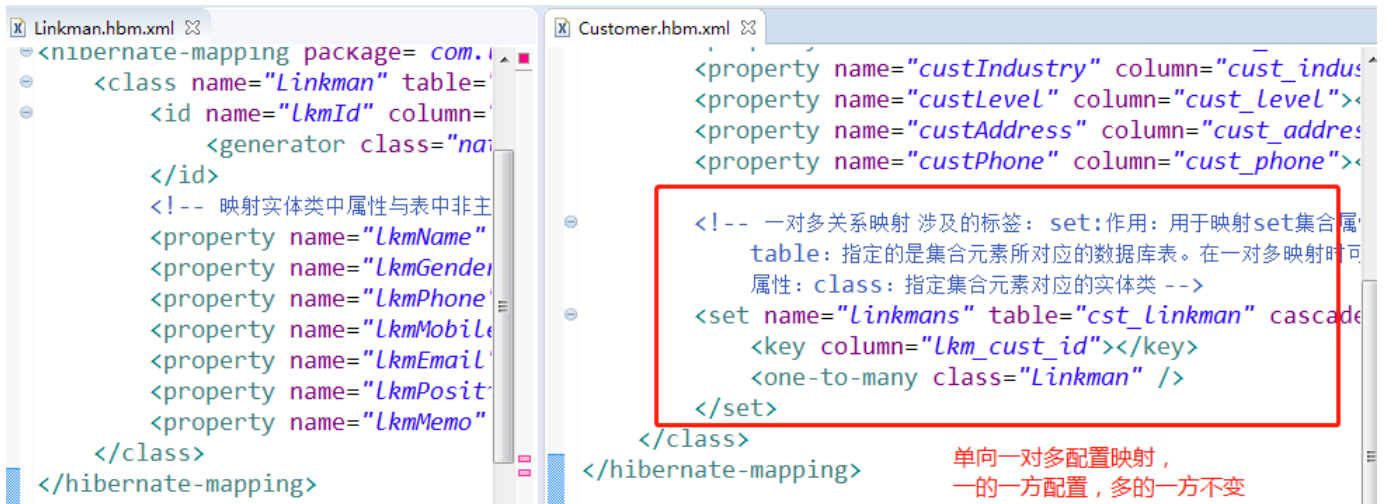 Linkman.hbm.xml
<hibernate-mapping package="com.
<class name="Linkman" table="
<id name="lkmId" column="
<generator class="nat
</id>
<!-- 映射实体类中属性与表中非主
<property name="lkmName"
<property name="lkmGender
<property name="lkmPhone"
<property name="lkmMobile
<property name="lkmEmail"
<property name="lkmPositi
<property name="lkmMemo"
</class>
</hibernate-mapping>
Customer.hbm.xml
<property name="custIndustry" column="cust_indus
<property name="custLevel" column="cust_level"><
<property name="custAddress" column="cust_addres
<property name="custPhone" column="cust_phone"><
<!-- 一对多关系映射 涉及的标签: set:作用: 用于映射set集合属性
table: 指定的是集合元素所对应的数据库表。在一对多映射时可
属性: class: 指定集合元素对应的实体类 -->
<set name="linkmans" table="cst_linkman" cascade
<key column="lkm_cust_id"></key>
<one-to-many class="Linkman" />
</set>
</class>
</hibernate-mapping>
单向一对多配置映射，
一的一方配置，多的一方不变